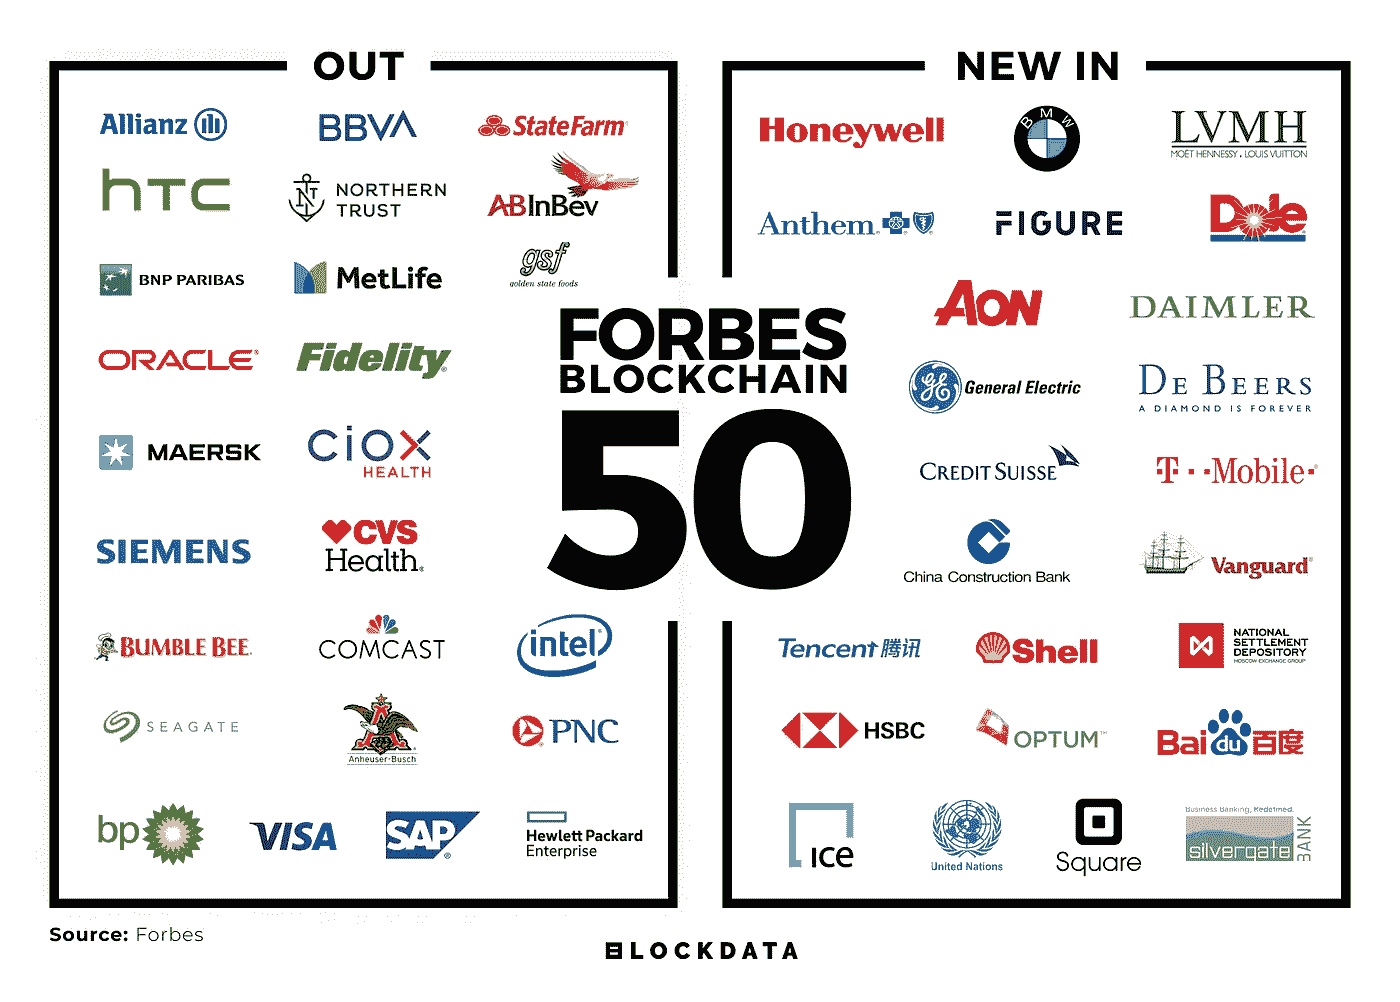 OUT
Allianz
BBVA
StateFarm
hTC
NORTHERN
TRUST
ABInBev
BNP PARIBAS
MetLife
gsf
golden state foods
ORACLE
Fidelity
MAERSK
CiOX
HEALTH
SIEMENS
CVS
Health
BUMBLE BEE
COMCAST
intel
SEAGATE
Anheuser-Busch
PNC
bp
VISA
SAP
Hewlett Packard
Enterprise
FORBES
BLOCKCHAIN
50
NEW IN
Honeywell
BMW
LVMH
MOËT HENNESSY . LOUIS VUITTON
Anthem
FIGURE
Dole
AON
DAIMLER
GE General Electric
DE BEERS
A DIAMOND IS FOREVER
CREDIT SUISSE
T··Mobile·
China Construction Bank
Vanguard
Tencent 腾讯
Shell
NATIONAL
SETTLEMENT
DEPOSITORY
MOSCOW EXCHANGE GROUP
HSBC
OPTUM™
Bai du 百度
ICE
United Nations
Square
Business Banking, Redefined.
silvergate
BANK
Source: Forbes
BLOCKDATA